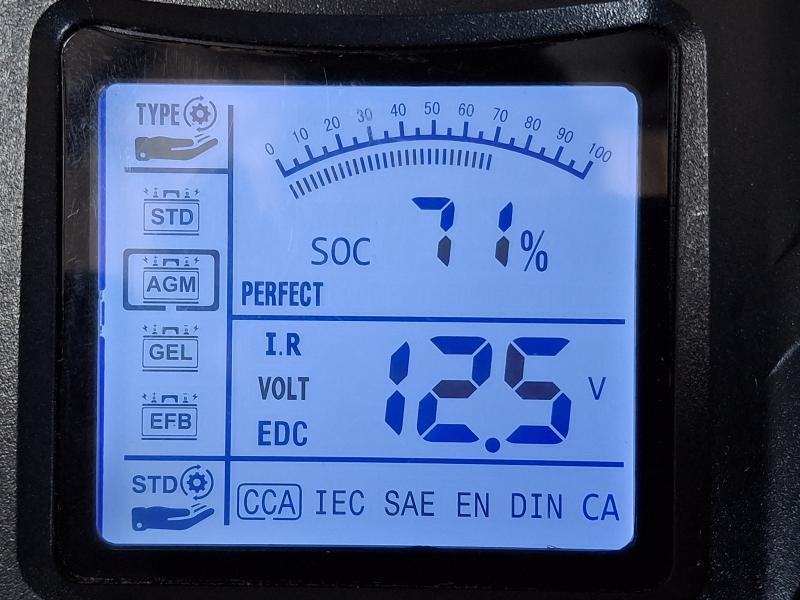 TYPE
0 10 20 30 40 50 60 70 80 90 100
STD
SOC 71%
AGM
PERFECT
I.R
GEL
VOLT 12.5 V
EFB
EDC
STD
CCA IEC SAE EN DIN CA